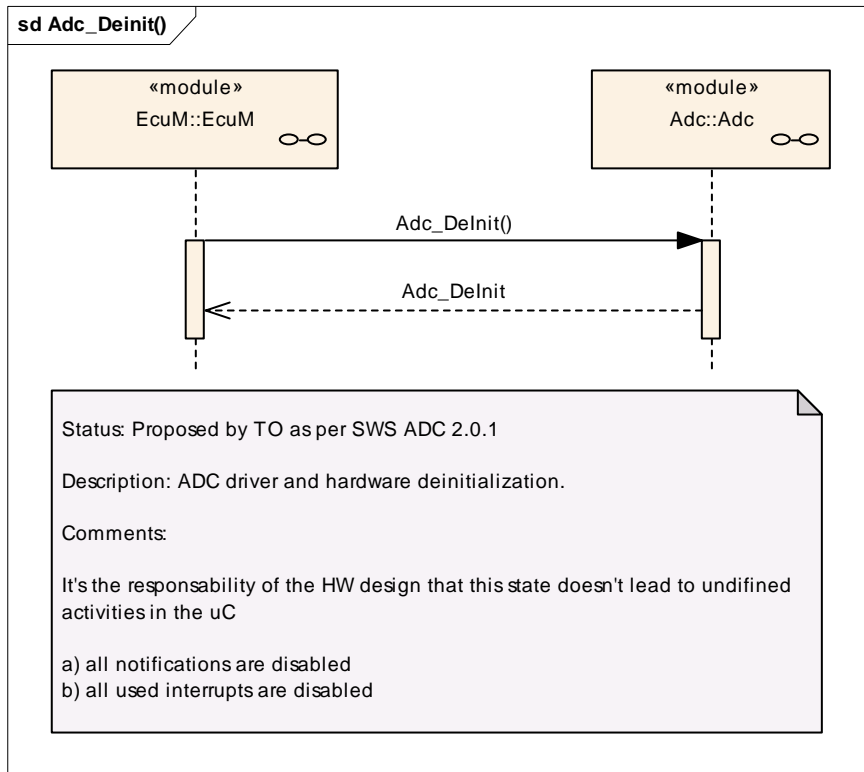 sd Adc_Deinit()
«module»
EcuM::EcuM
«module»
Adc::Adc
Adc_DeInit()
Adc_DeInit
Status: Proposed by TO as per SWS ADC 2.0.1
Description: ADC driver and hardware deinitialization.
Comments:
It's the responsability of the HW design that this state doesn't lead to undifined
activities in the uC
a) all notifications are disabled
b) all used interrupts are disabled